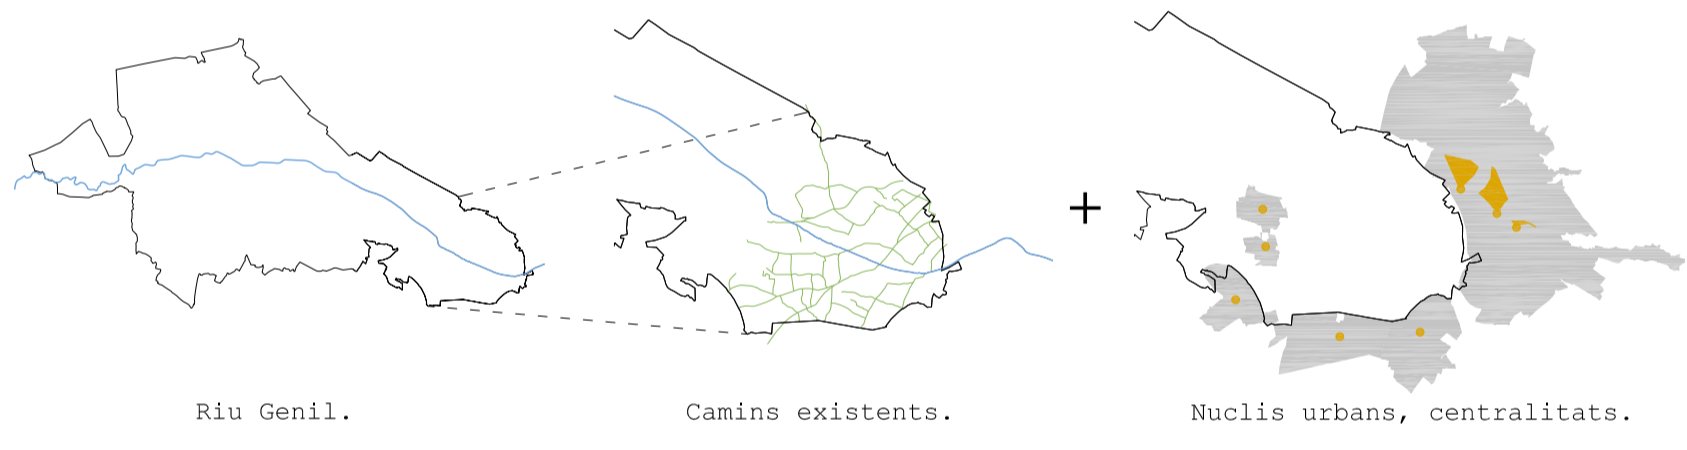 +
Riu Genil.
Camins existents.
Nuclis urbans, centralitats.